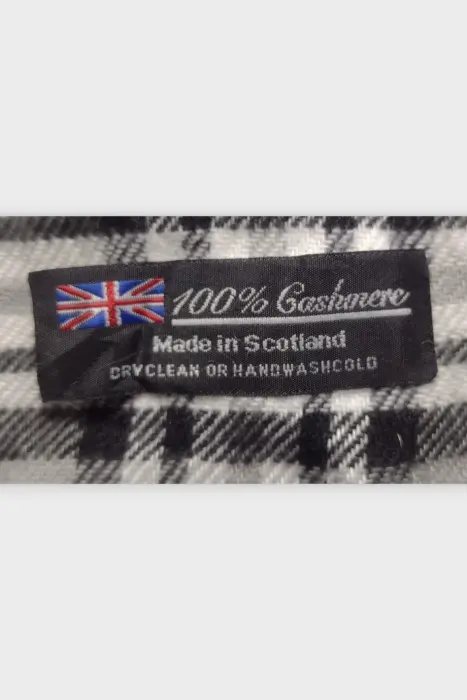 100% Cashmere
Made in Scotland
DRYCLEAN OR HANDWASHCOLD